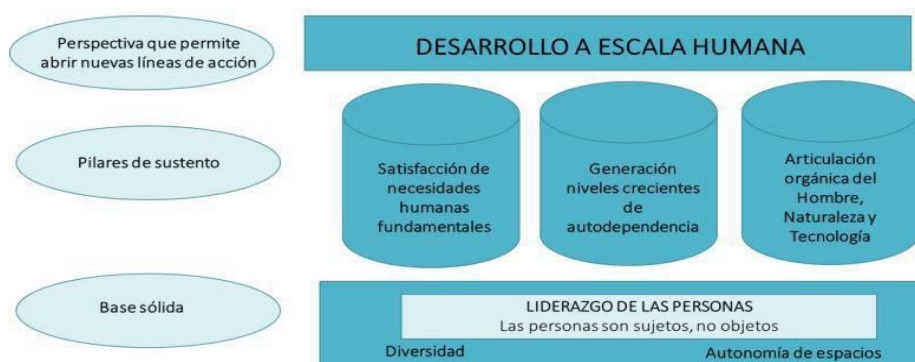 Perspectiva que permite
abrir nuevas líneas de acción
DESARROLLO A ESCALA HUMANA
Pilares de sustento
Satisfacción de
necesidades
humanas
fundamentales
Generación
niveles crecientes
de
autodependencia
Articulación
orgánica del
Hombre,
Naturaleza y
Tecnología
Base sólida
LIDERAZGO DE LAS PERSONAS
Las personas son sujetos, no objetos
Diversidad
Autonomía de espacios